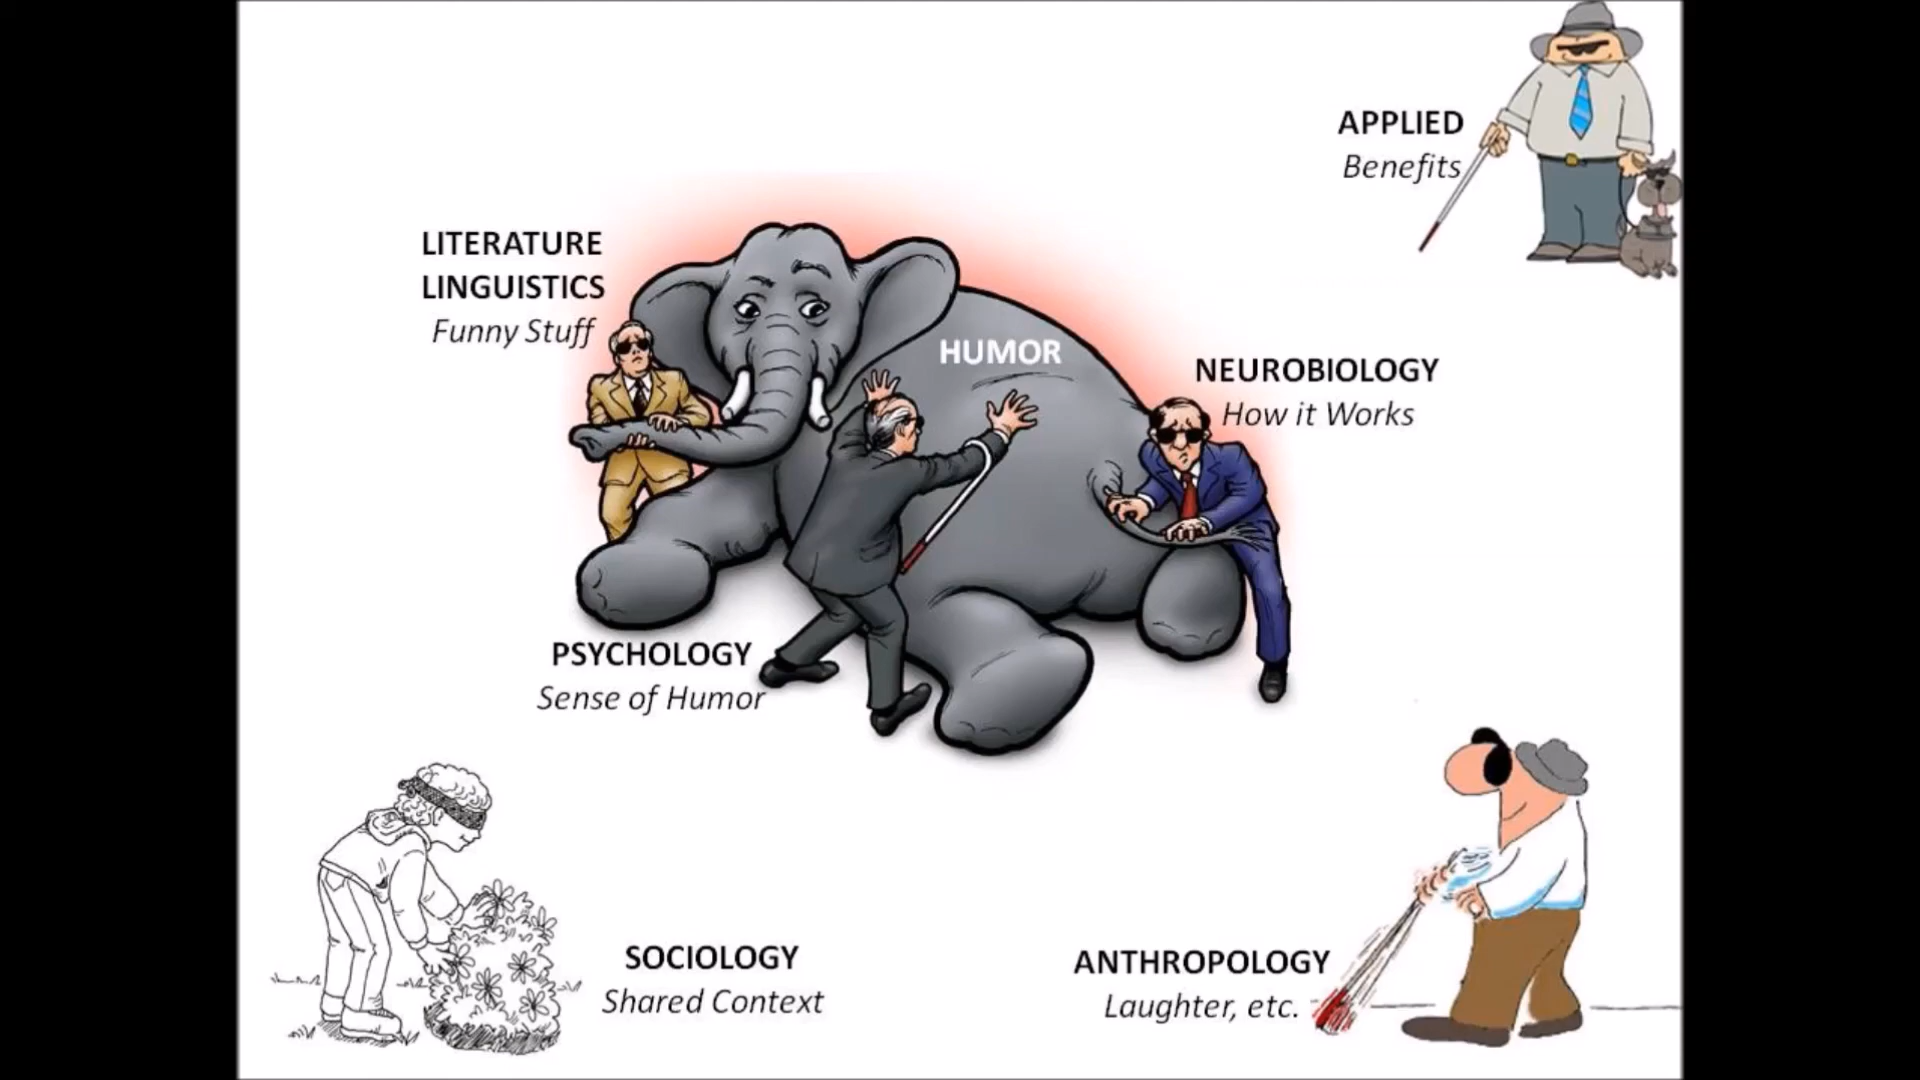 APPLIED
Benefits
LITERATURE
LINGUISTICS
Funny Stuff
HUMOR
NEUROBIOLOGY
How it Works
PSYCHOLOGY
Sense of Humor
SOCIOLOGY
Shared Context
ANTHROPOLOGY
Laughter, etc.